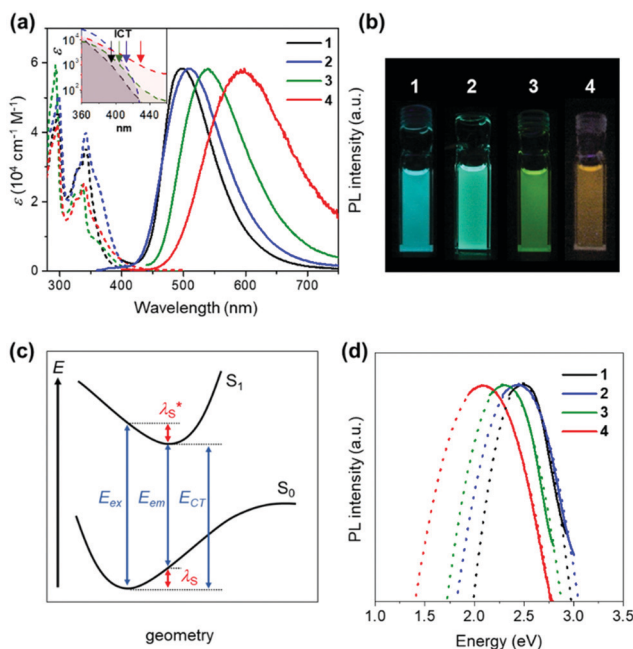 (a)
ICT
ε
10⁴
10³
10²
360 400 440
nm
1
2
3
4
ε (10⁴ cm⁻¹ M⁻¹)
6
4
2
0
300 400 500 600 700
Wavelength (nm)
PL intensity (a.u.)
(b)
1 2 3 4
(c)
E
S₁
λₛ*
E_ex E_em E_CT
S₀
λₛ
geometry
(d)
1
2
3
4
PL intensity (a.u.)
1.0 1.5 2.0 2.5 3.0 3.5
Energy (eV)